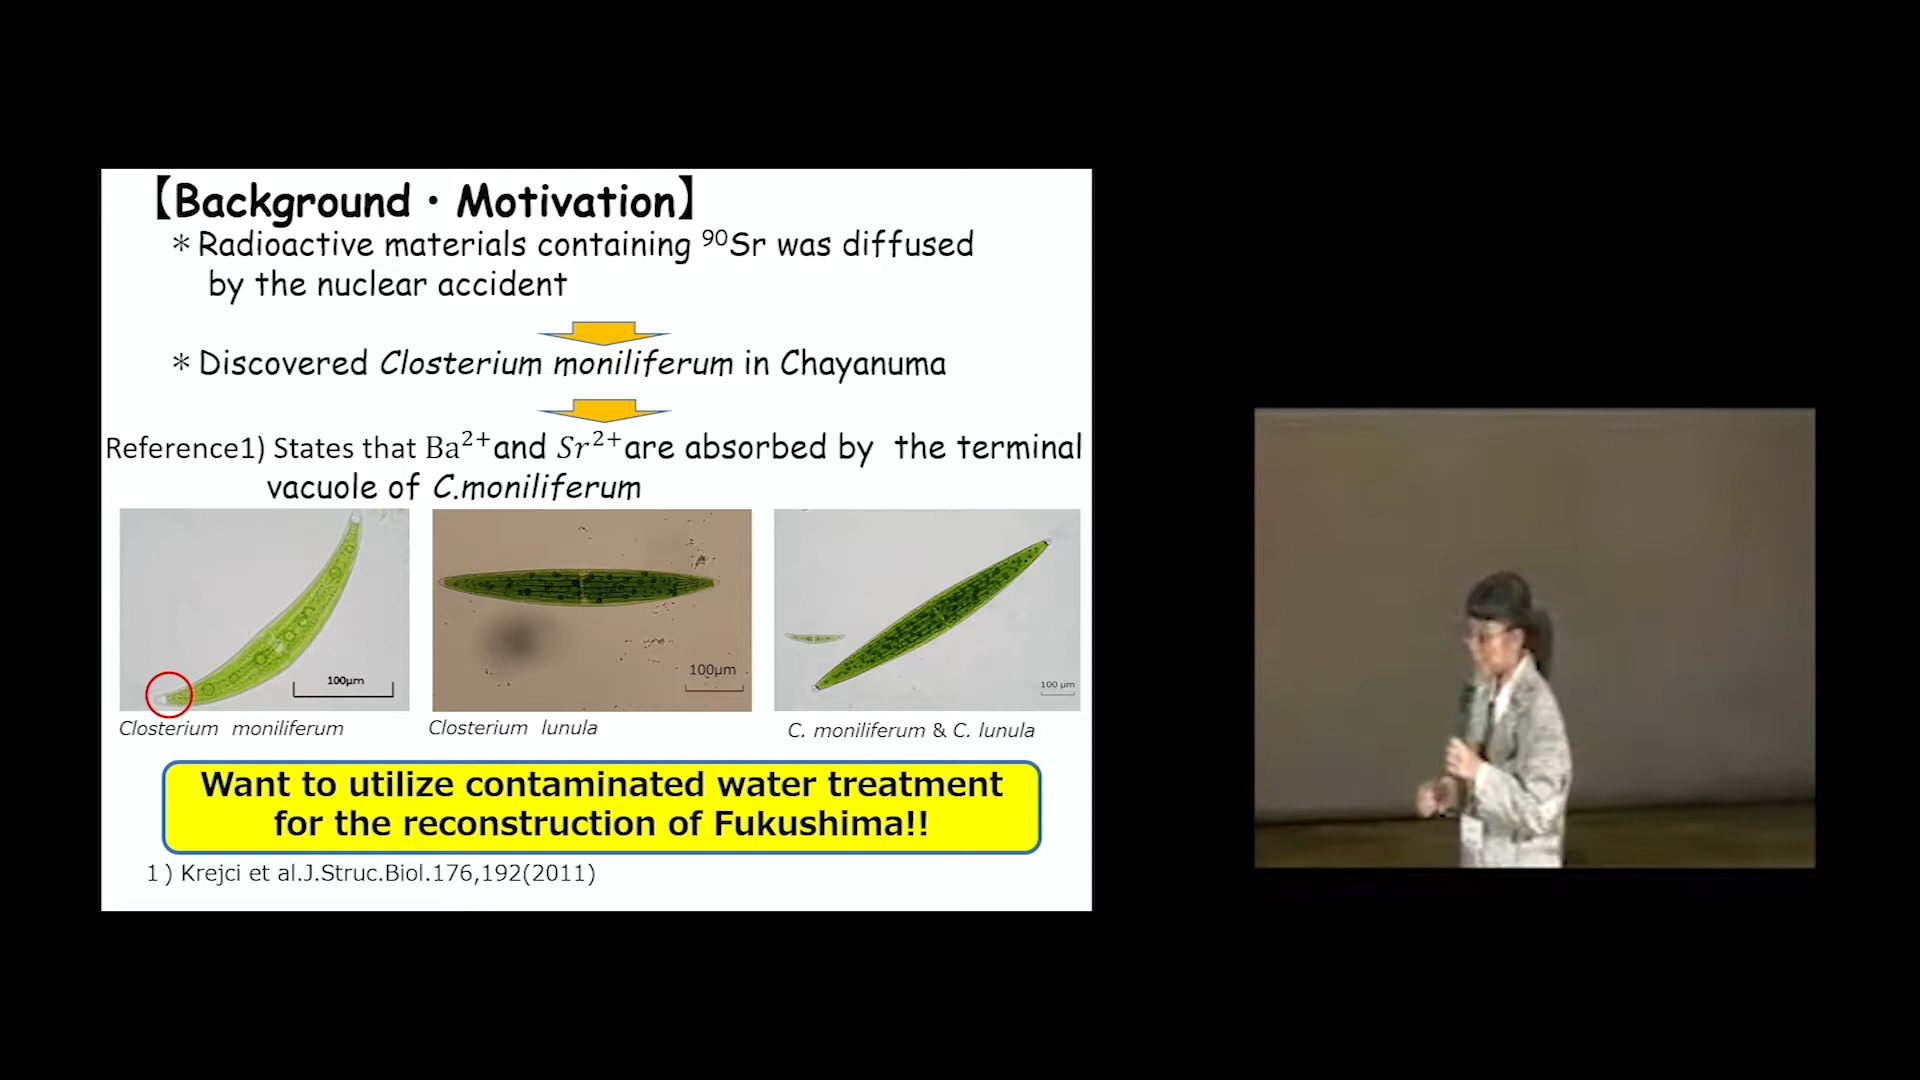 【Background・Motivation】
＊Radioactive materials containing ⁹⁰Sr was diffused
by the nuclear accident
＊Discovered Closterium moniliferum in Chayanuma
Reference1) States that Ba²⁺and Sr²⁺are absorbed by the terminal
vacuole of C.moniliferum
100μm
100μm
100 μm
Closterium moniliferum
Closterium lunula
C. moniliferum & C. lunula
Want to utilize contaminated water treatment
for the reconstruction of Fukushima!!
1）Krejci et al.J.Struc.Biol.176,192(2011)